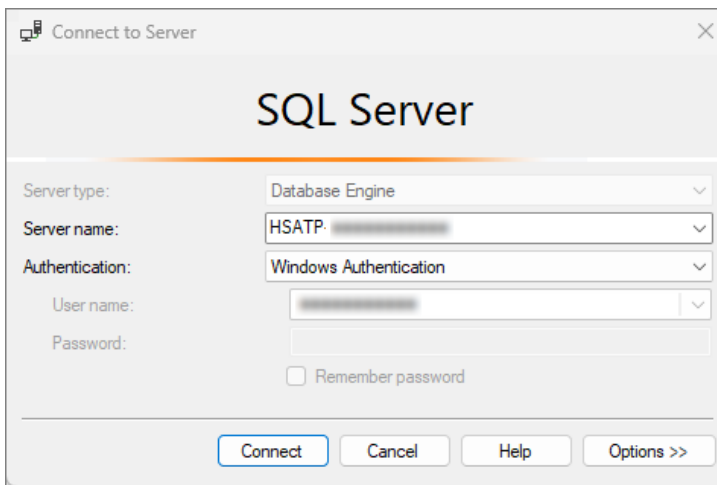 Connect to Server
SQL Server
Server type: Database Engine
Server name: HSATP-
Authentication: Windows Authentication
User name:
Password:
Remember password
Connect Cancel Help Options >>